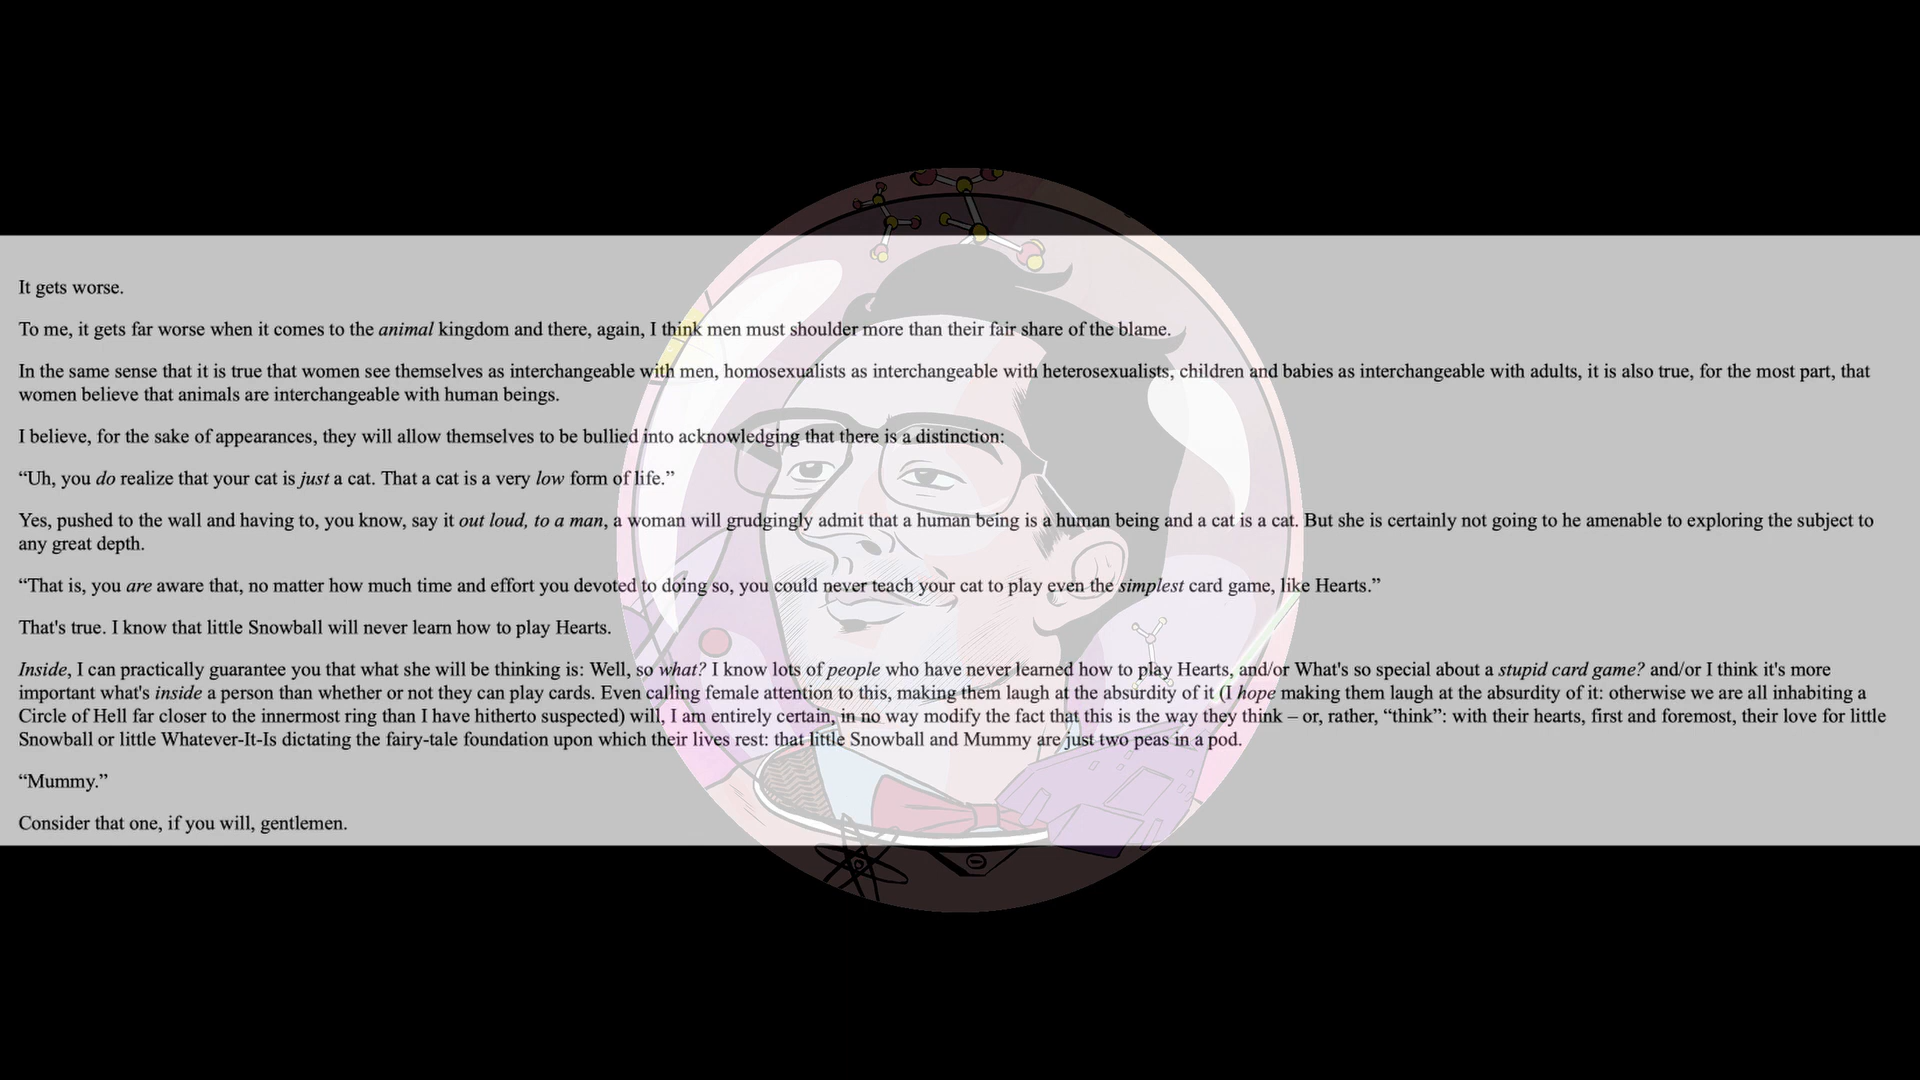 It gets worse.
To me, it gets far worse when it comes to the animal kingdom and there, again, I think men must shoulder more than their fair share of the blame.
In the same sense that it is true that women see themselves as interchangeable with men, homosexualists as interchangeable with heterosexualists, children and babies as interchangeable with adults, it is also true, for the most part, that
women believe that animals are interchangeable with human beings.
I believe, for the sake of appearances, they will allow themselves to be bullied into acknowledging that there is a distinction:
“Uh, you do realize that your cat is just a cat. That a cat is a very low form of life.”
Yes, pushed to the wall and having to, you know, say it out loud, to a man, a woman will grudgingly admit that a human being is a human being and a cat is a cat. But she is certainly not going to he amenable to exploring the subject to
any great depth.
“That is, you are aware that, no matter how much time and effort you devoted to doing so, you could never teach your cat to play even the simplest card game, like Hearts.”
That's true. I know that little Snowball will never learn how to play Hearts.
Inside, I can practically guarantee you that what she will be thinking is: Well, so what? I know lots of people who have never learned how to play Hearts, and/or What's so special about a stupid card game? and/or I think it's more
important what's inside a person than whether or not they can play cards. Even calling female attention to this, making them laugh at the absurdity of it (I hope making them laugh at the absurdity of it: otherwise we are all inhabiting a
Circle of Hell far closer to the innermost ring than I have hitherto suspected) will, I am entirely certain, in no way modify the fact that this is the way they think – or, rather, “think”: with their hearts, first and foremost, their love for little
Snowball or little Whatever-It-Is dictating the fairy-tale foundation upon which their lives rest: that little Snowball and Mummy are just two peas in a pod.
“Mummy.”
Consider that one, if you will, gentlemen.